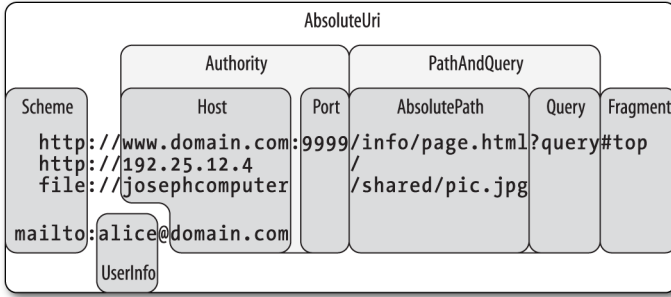 AbsoluteUri
Authority PathAndQuery
Scheme Host Port AbsolutePath Query Fragment
http://www.domain.com:9999/info/page.html?query#top
http://192.25.12.4 /
file://josephcomputer /shared/pic.jpg
mailto:alice@domain.com
UserInfo